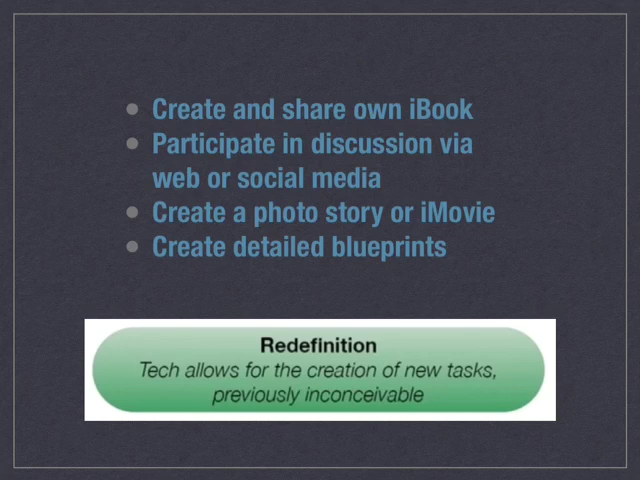 • Create and share own iBook
• Participate in discussion via
web or social media
• Create a photo story or iMovie
• Create detailed blueprints
Redefinition
Tech allows for the creation of new tasks,
previously inconceivable